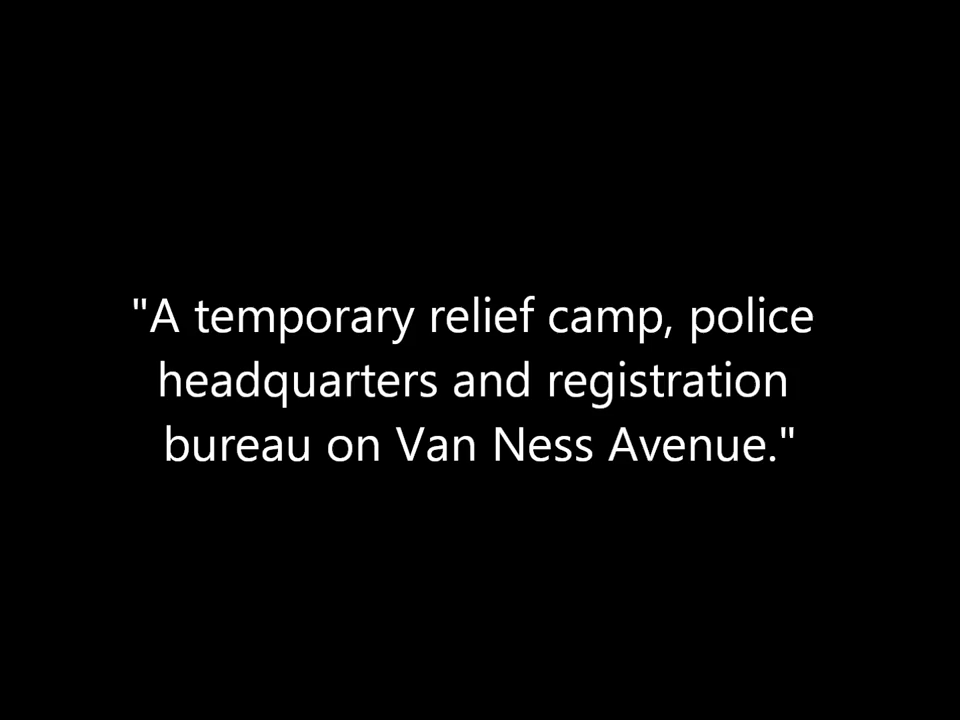 "A temporary relief camp, police
headquarters and registration
bureau on Van Ness Avenue."